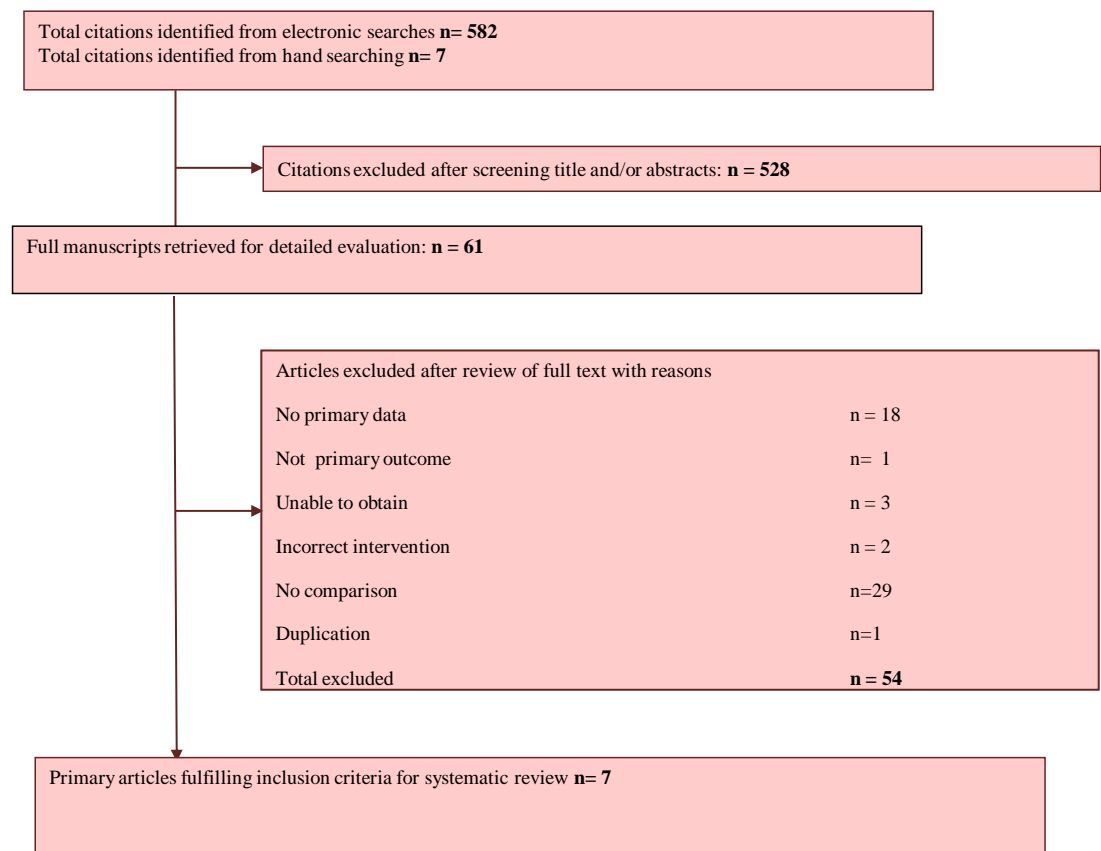 Total citations identified from electronic searches n= 582
Total citations identified from hand searching n= 7
Citations excluded after screening title and/or abstracts: n = 528
Full manuscripts retrieved for detailed evaluation: n = 61
Articles excluded after review of full text with reasons
No primary data n = 18
Not primary outcome n= 1
Unable to obtain n = 3
Incorrect intervention n = 2
No comparison n=29
Duplication n=1
Total excluded n = 54
Primary articles fulfilling inclusion criteria for systematic review n= 7